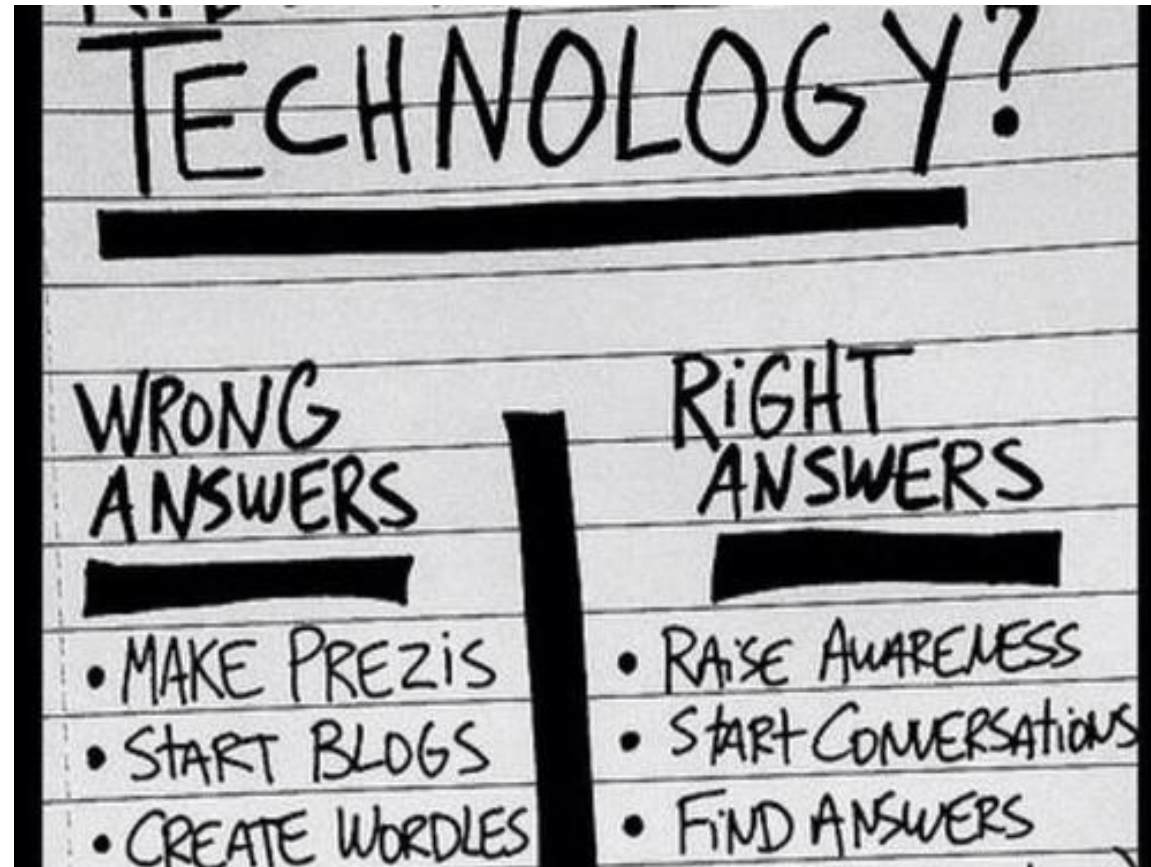 TECHNOLOGY?
WRONG
ANSWERS
RiGHT
ANSWERS
• MAKE PREZiS
• StART BLOGS
• CREATE WORDLES
• RAiSE AWARENESS
• StARt CONVERSAtiONS
• FiND ANSWERS